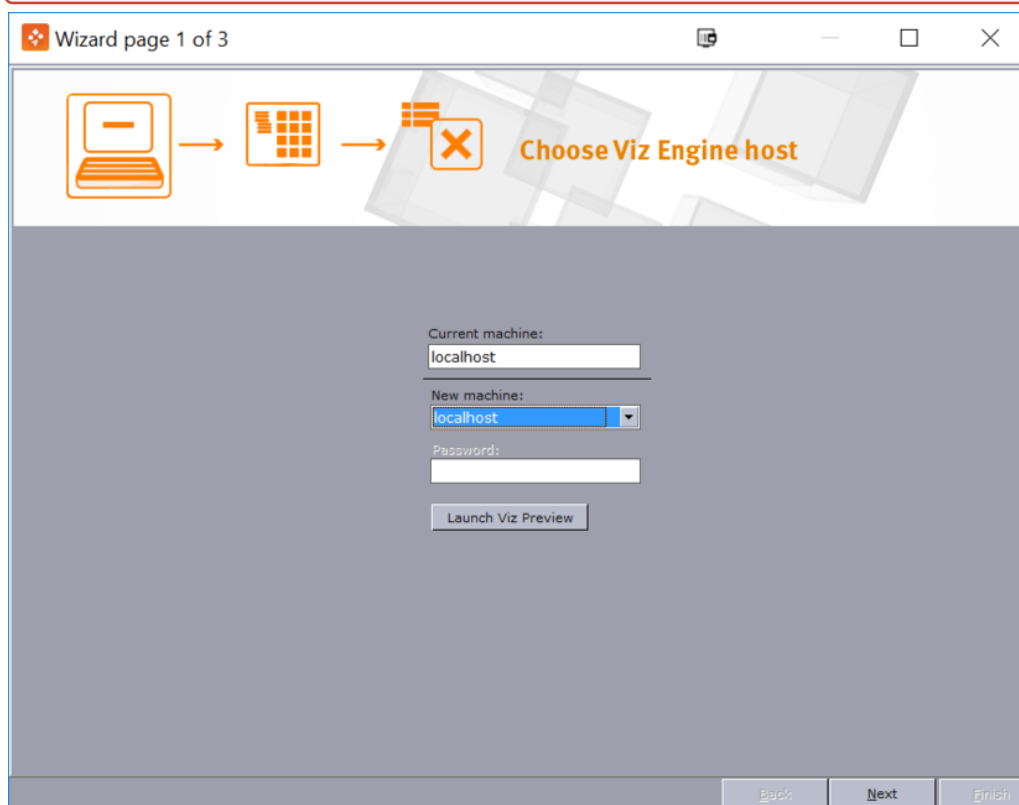 Wizard page 1 of 3
Choose Viz Engine host
Current machine:
localhost
New machine:
localhost
Password:
Launch Viz Preview
Back Next Finish